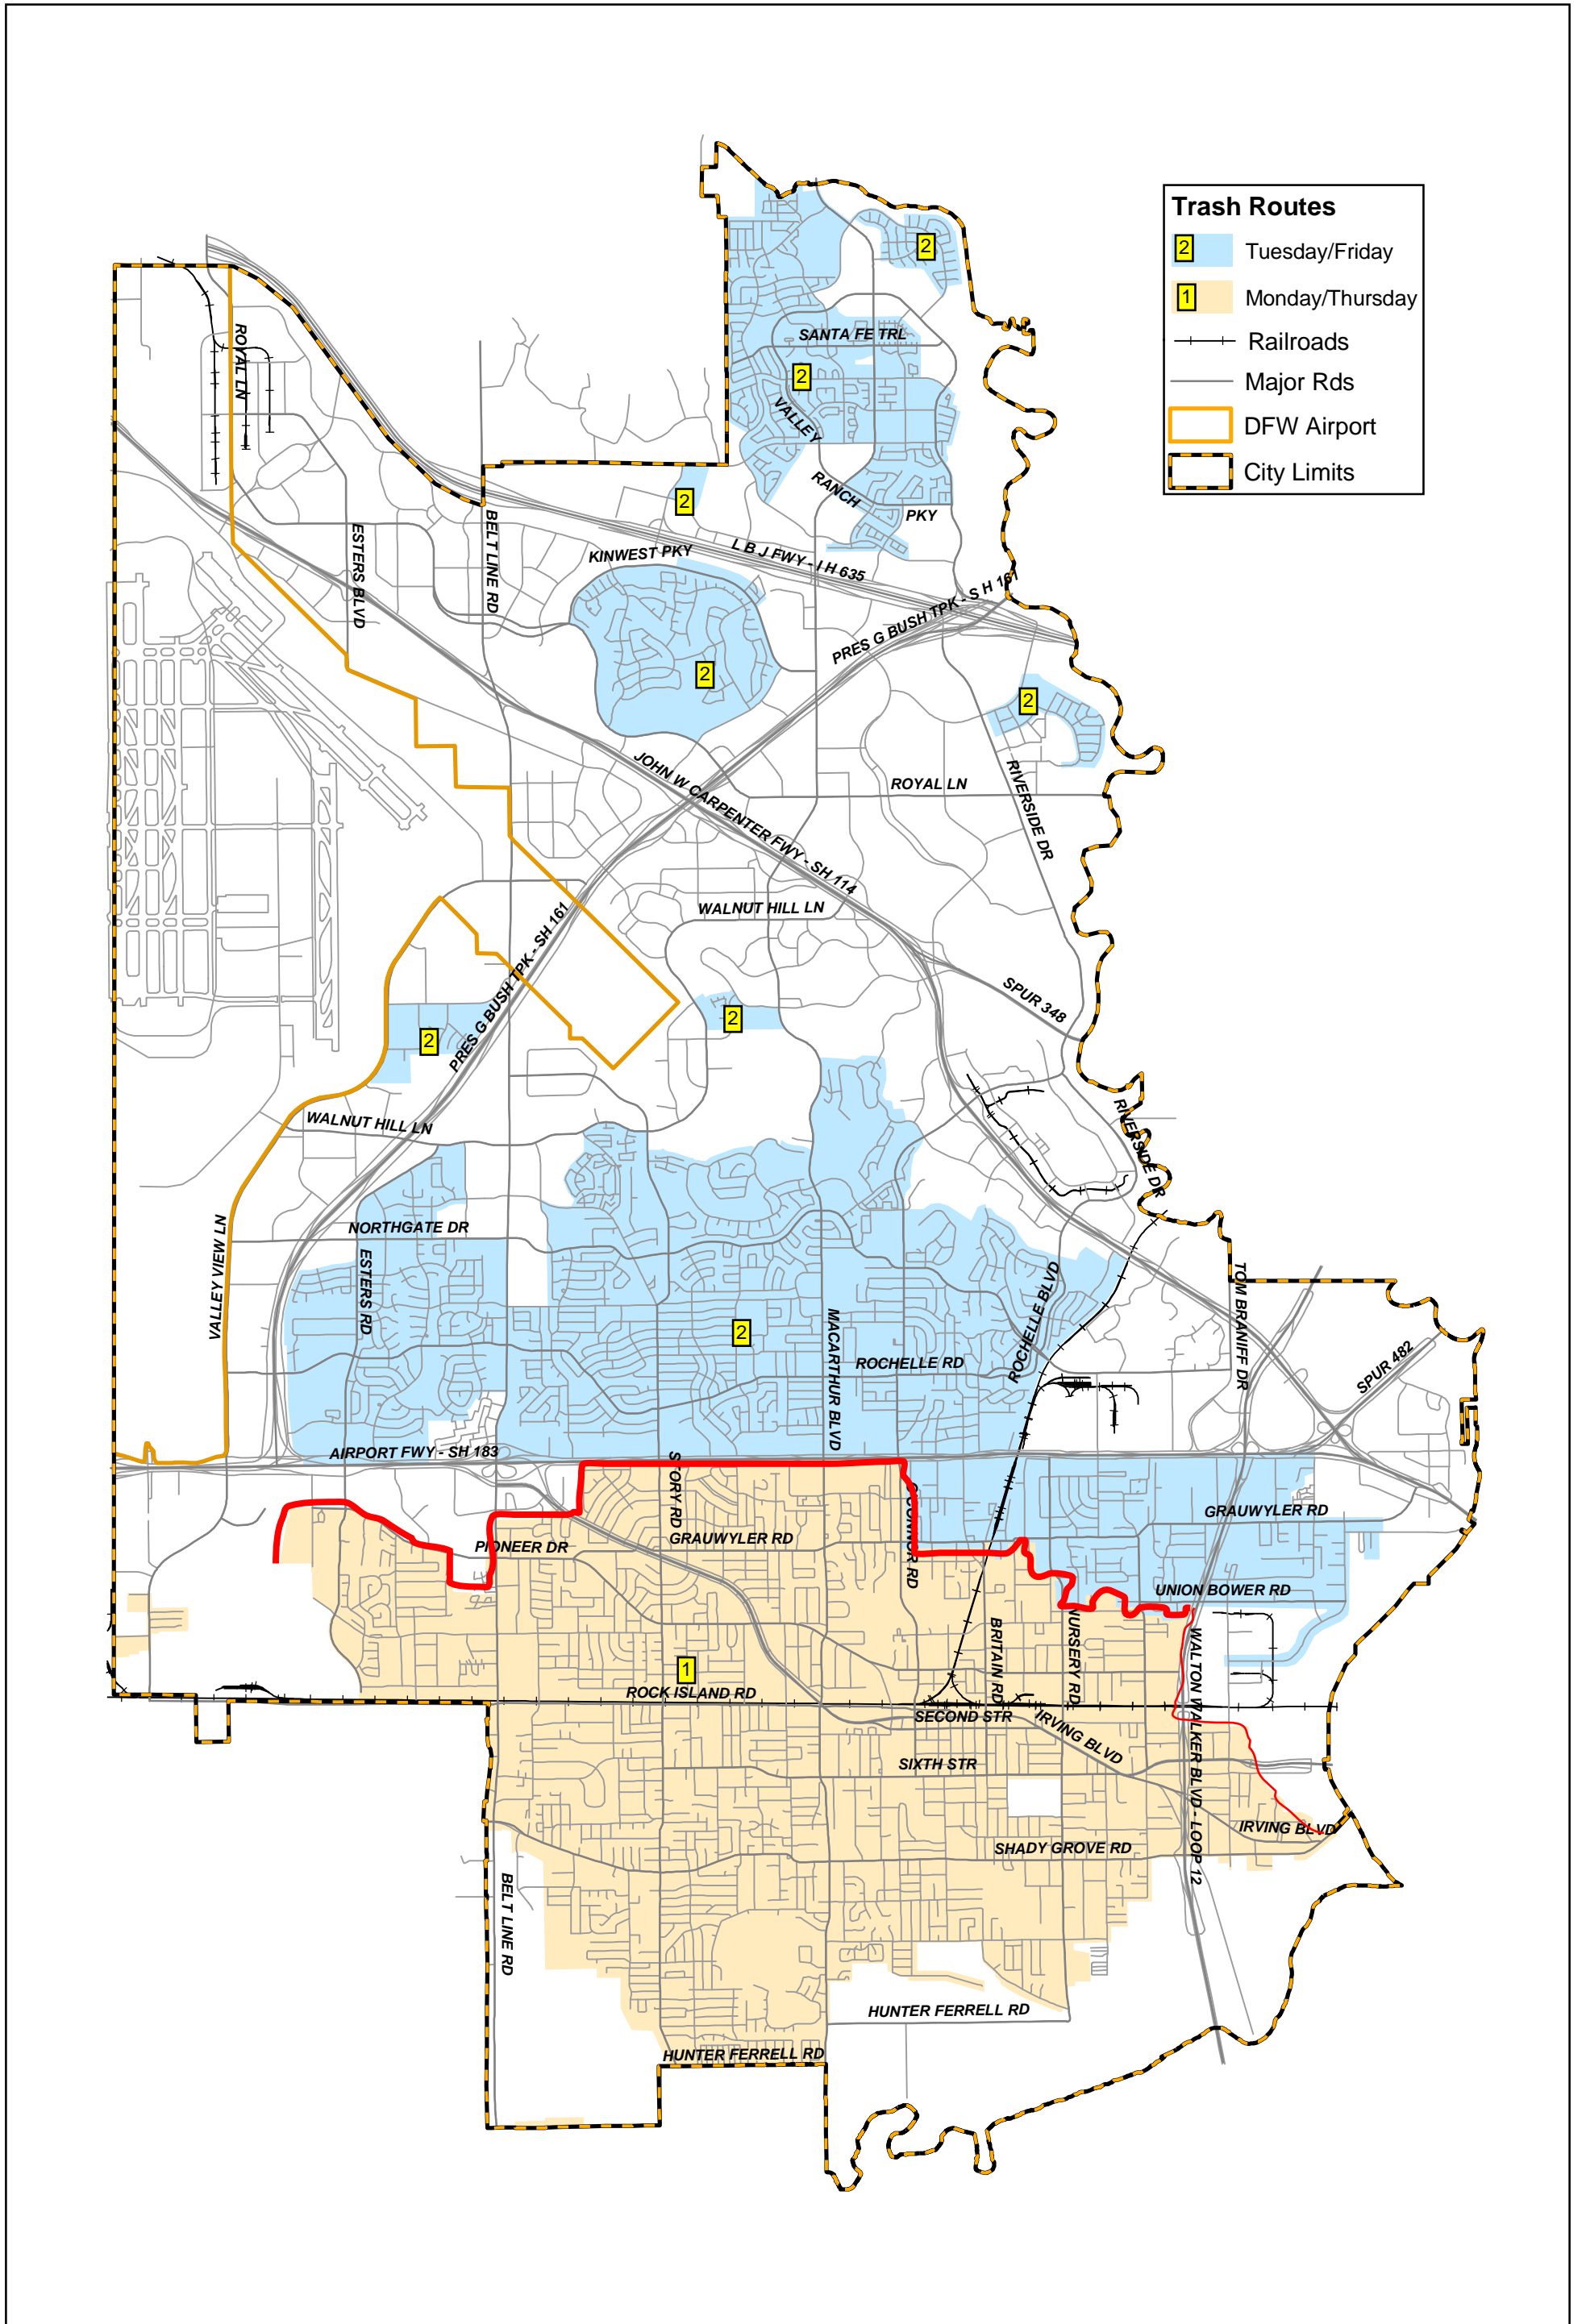 Trash Routes
2 Tuesday/Friday
1 Monday/Thursday
Railroads
Major Rds
DFW Airport
City Limits
2
SANTA FE TRL
ROYAL LN
2
VALLEY
RANCH
2
PKY
BELT LINE RD
ESTERS BLVD
KINWEST PKY
L B J FWY - I H 635
PRES G BUSH TPK - S H 161
2
2
JOHN W CARPENTER FWY - SH 114
ROYAL LN
RIVERSIDE DR
WALNUT HILL LN
PRES G BUSH TPK - SH 161
SPUR 348
2
2
WALNUT HILL LN
RIVERSIDE DR
NORTHGATE DR
VALLEY VIEW LN
ESTERS RD
ROCHELLE BLVD
TOM BRANIFF DR
2
MACARTHUR BLVD
ROCHELLE RD
SPUR 482
AIRPORT FWY - SH 183
STORY RD
O'CONNOR RD
GRAUWYLER RD
GRAUWYLER RD
PIONEER DR
UNION BOWER RD
BRITAIN RD
NURSERY RD
WALTON WALKER BLVD - LOOP 12
1
ROCK ISLAND RD
SECOND STR
IRVING BLVD
SIXTH STR
IRVING BLVD
SHADY GROVE RD
BELT LINE RD
HUNTER FERRELL RD
HUNTER FERRELL RD